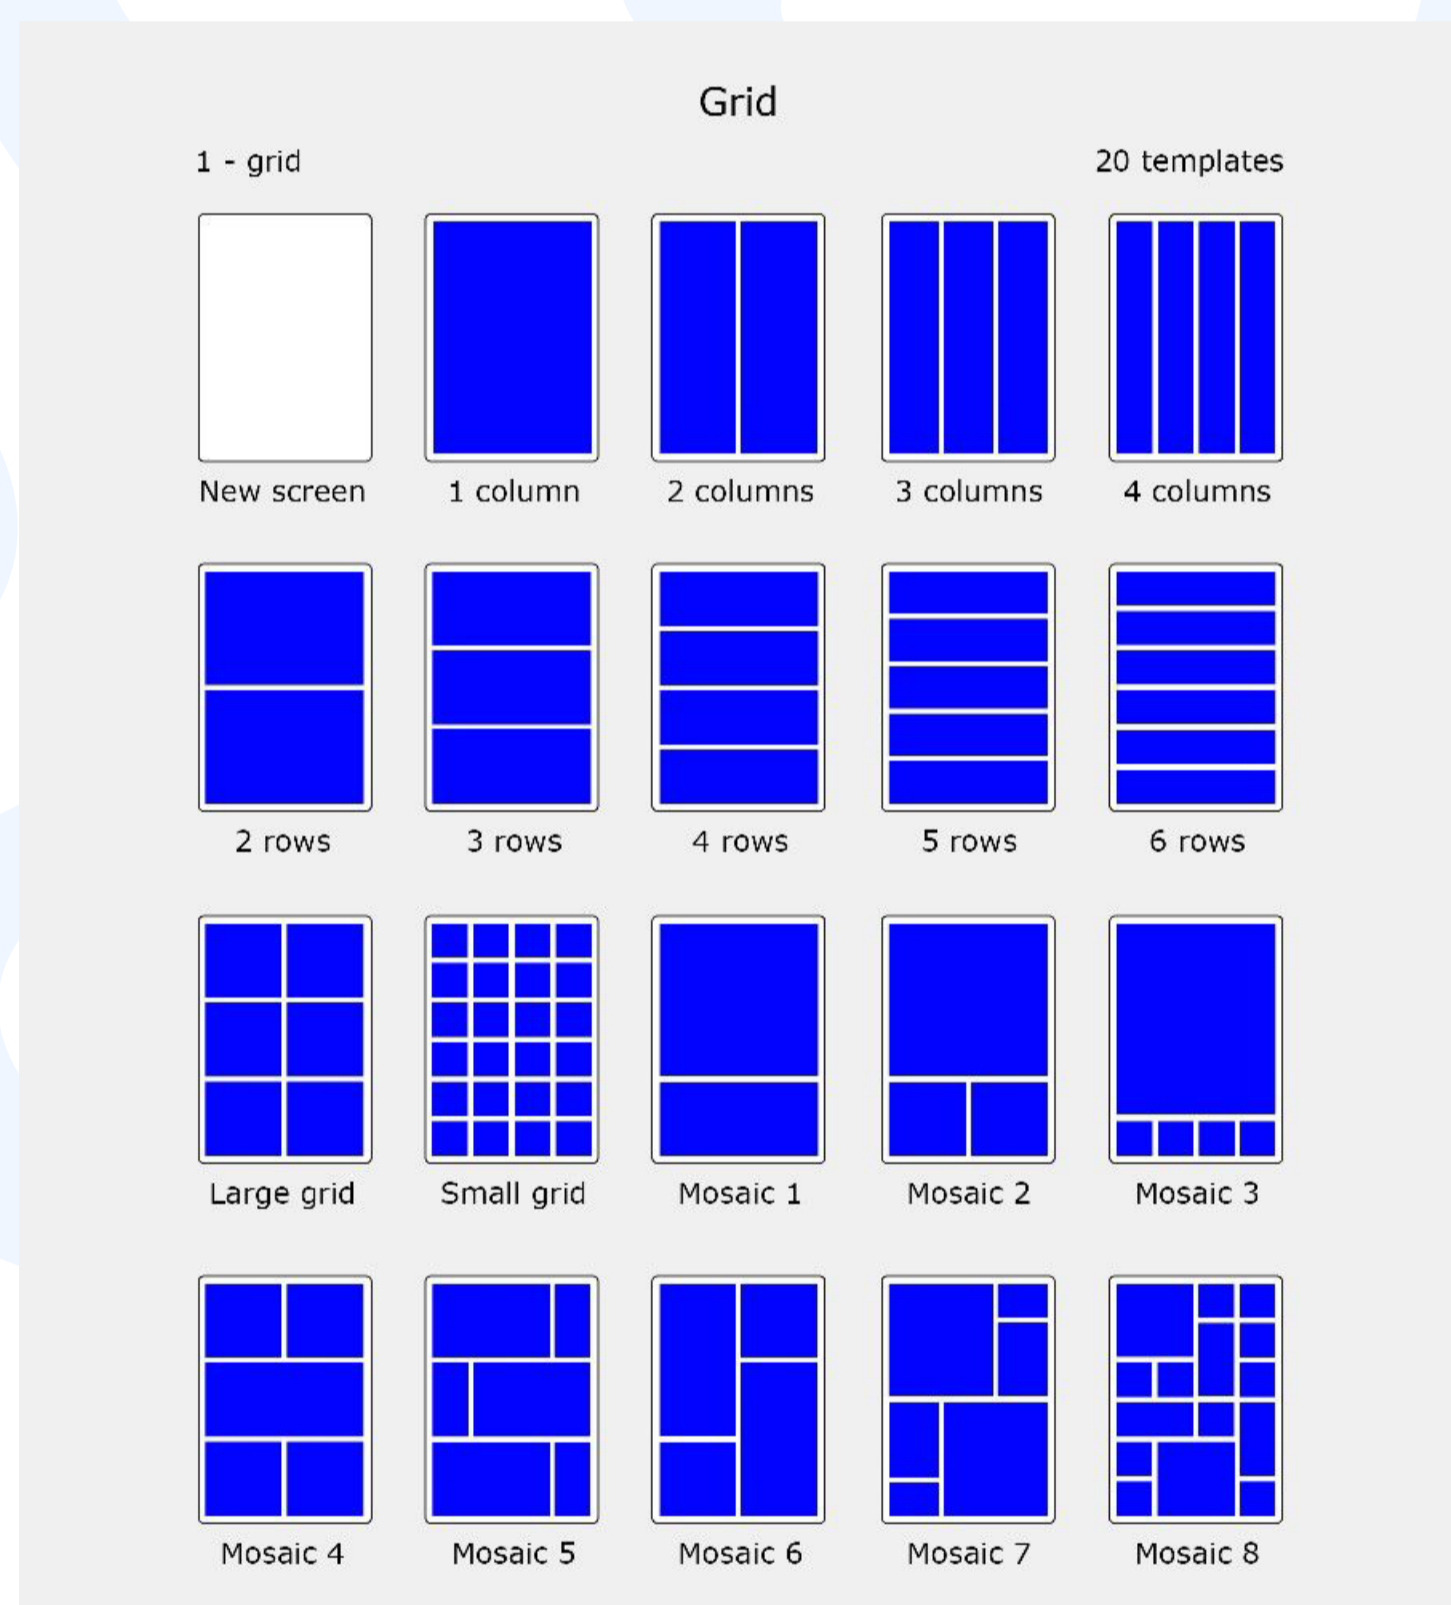 Grid
1 - grid
20 templates
New screen
1 column
2 columns
3 columns
4 columns
2 rows
3 rows
4 rows
5 rows
6 rows
Large grid
Small grid
Mosaic 1
Mosaic 2
Mosaic 3
Mosaic 4
Mosaic 5
Mosaic 6
Mosaic 7
Mosaic 8